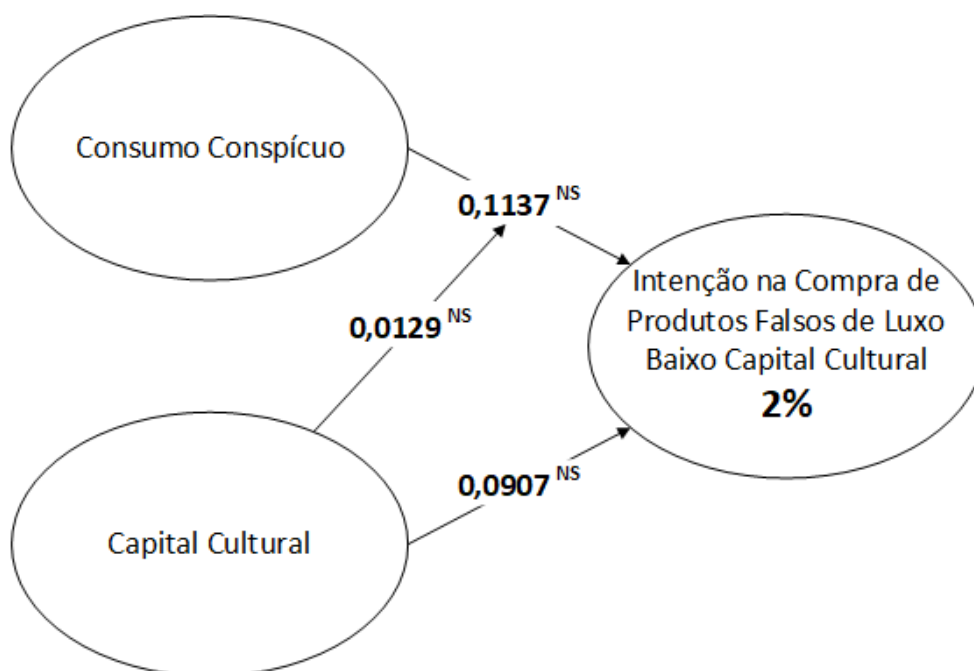 Consumo Conspícuo
0,1137 NS
Intenção na Compra de
Produtos Falsos de Luxo
Baixo Capital Cultural
2%
0,0129 NS
Capital Cultural
0,0907 NS